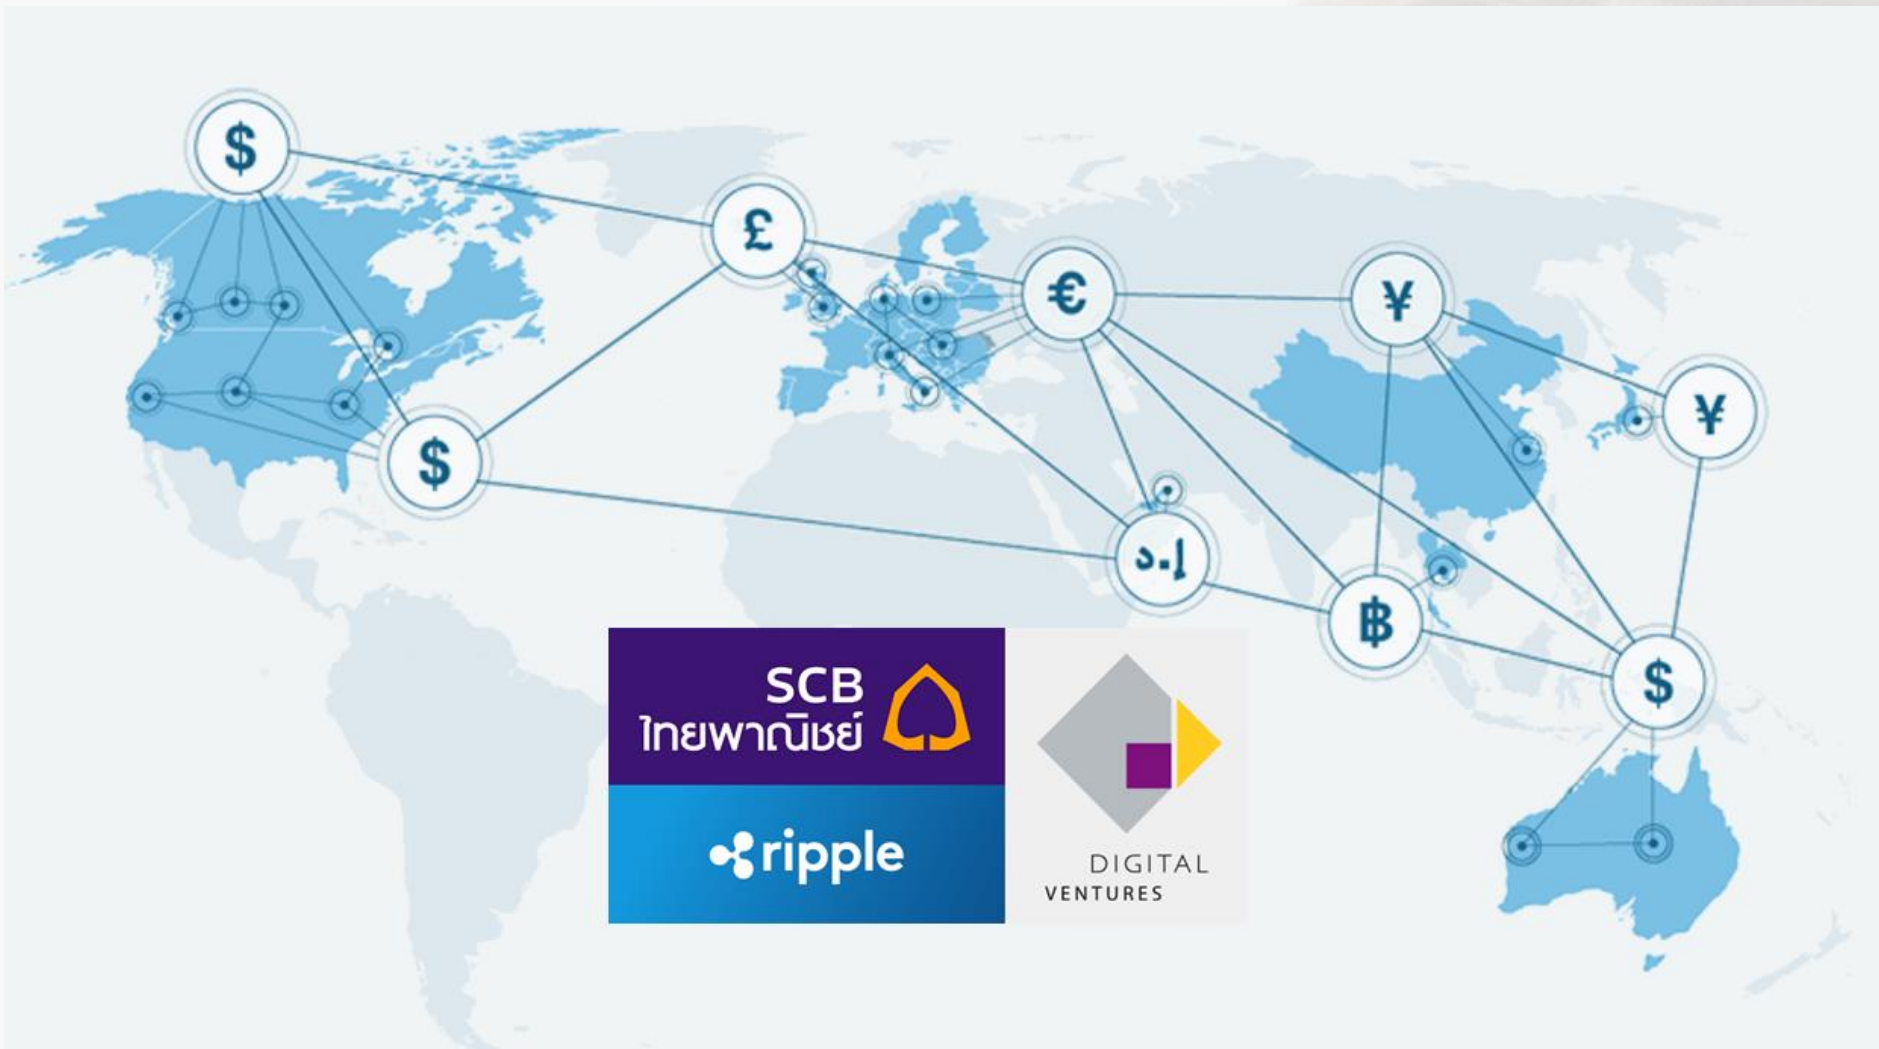 $
£
€
¥
¥
$
د.إ
฿
$
SCB
ไทยพาณิชย์
ripple
DIGITAL
VENTURES